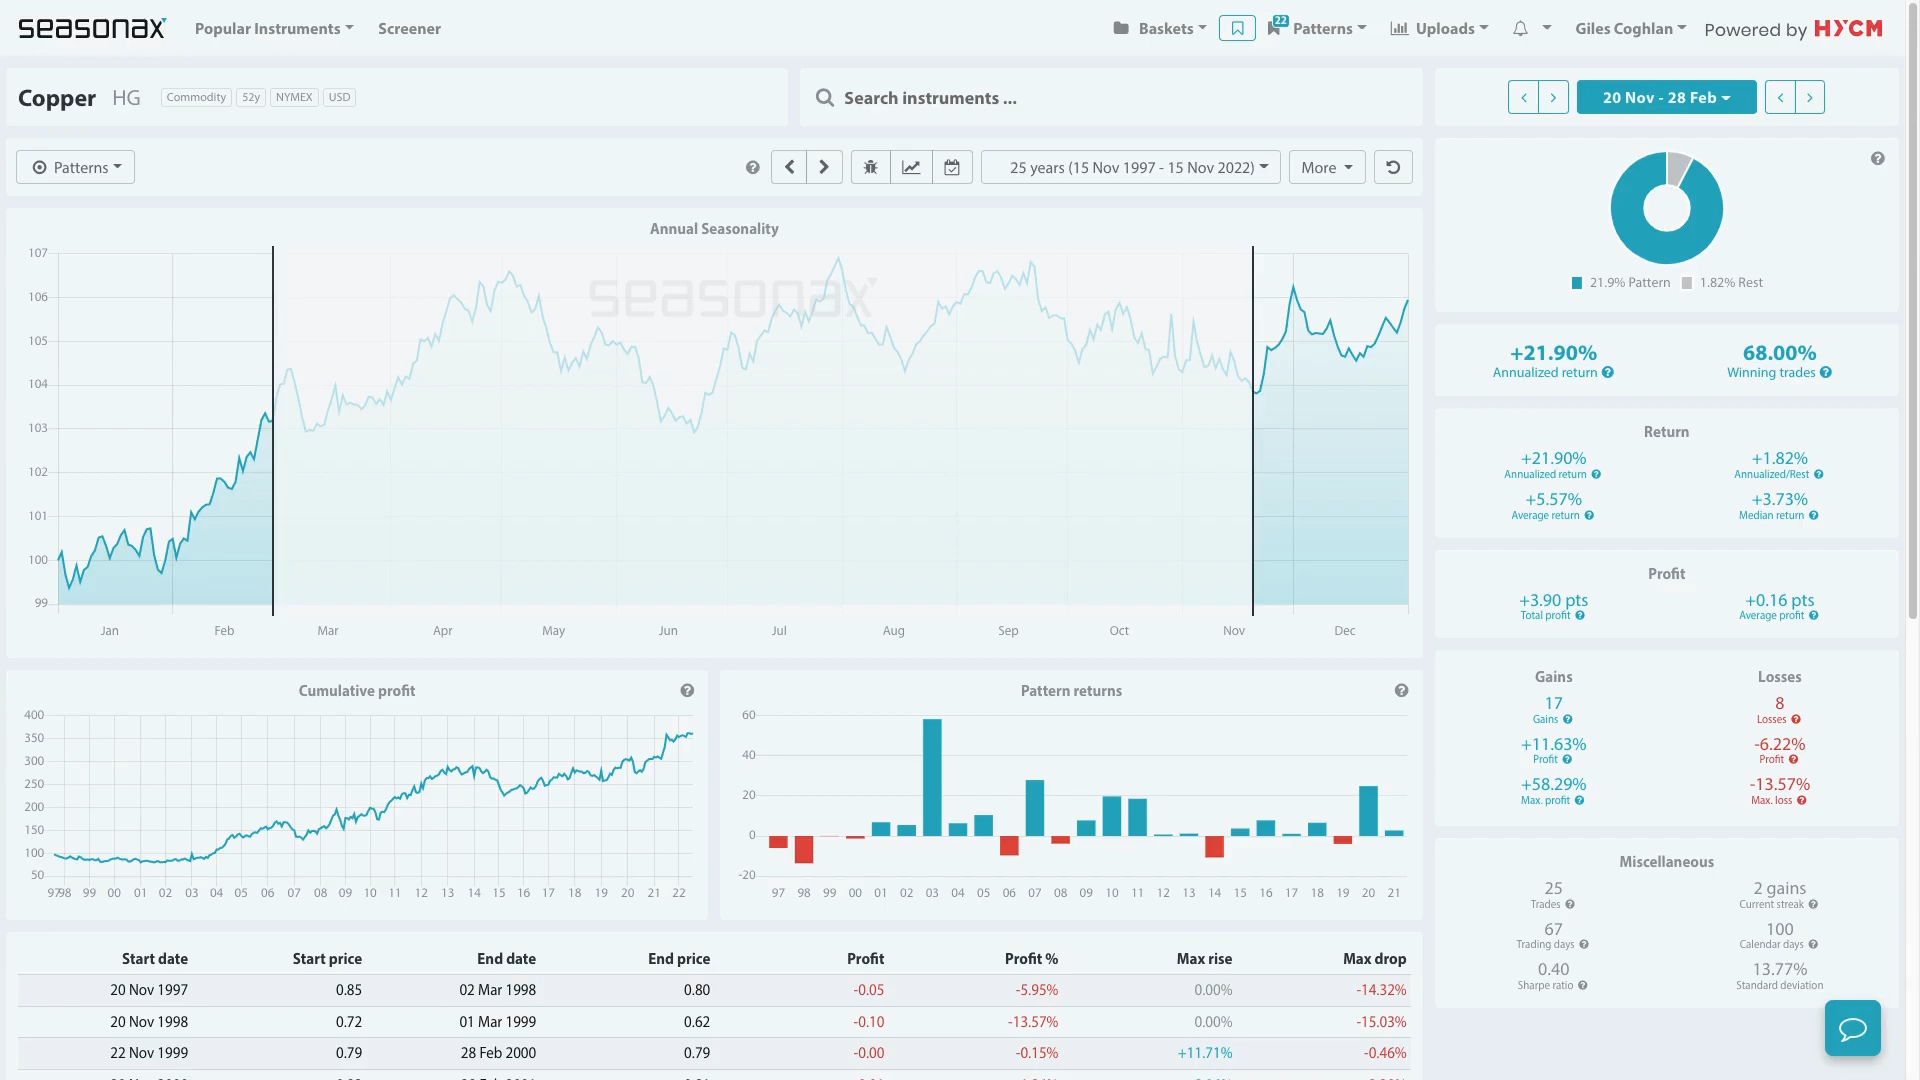 seasonax
Popular Instruments
Screener
Baskets
22
Patterns
Uploads
Giles Coghlan
Powered by HYCM
Copper HG Commodity 52y NYMEX USD
Search instruments ...
20 Nov - 28 Feb
Patterns
25 years (15 Nov 1997 - 15 Nov 2022)
More
Annual Seasonality
seasonax
107
106
105
104
103
102
101
100
99
Jan Feb Mar Apr May Jun Jul Aug Sep Oct Nov Dec
21.9% Pattern 1.82% Rest
+21.90% 68.00%
Annualized return Winning trades
Return
+21.90% +1.82%
Annualized return Annualized/Rest
+5.57% +3.73%
Average return Median return
Profit
+3.90 pts +0.16 pts
Total profit Average profit
Gains Losses
17 8
Gains Losses
+11.63% -6.22%
Profit Profit
+58.29% -13.57%
Max. profit Max. loss
Miscellaneous
25 2 gains
Trades Current streak
67 100
Trading days Calendar days
0.40 13.77%
Sharpe ratio Standard deviation
Cumulative profit
400
350
300
250
200
150
100
50
97 98 99 00 01 02 03 04 05 06 07 08 09 10 11 12 13 14 15 16 17 18 19 20 21 22
Pattern returns
60
40
20
0
-20
97 98 99 00 01 02 03 04 05 06 07 08 09 10 11 12 13 14 15 16 17 18 19 20 21
Start date Start price End date End price Profit Profit % Max rise Max drop
20 Nov 1997 0.85 02 Mar 1998 0.80 -0.05 -5.95% 0.00% -14.32%
20 Nov 1998 0.72 01 Mar 1999 0.62 -0.10 -13.57% 0.00% -15.03%
22 Nov 1999 0.79 28 Feb 2000 0.79 -0.00 -0.15% +11.71% -0.46%